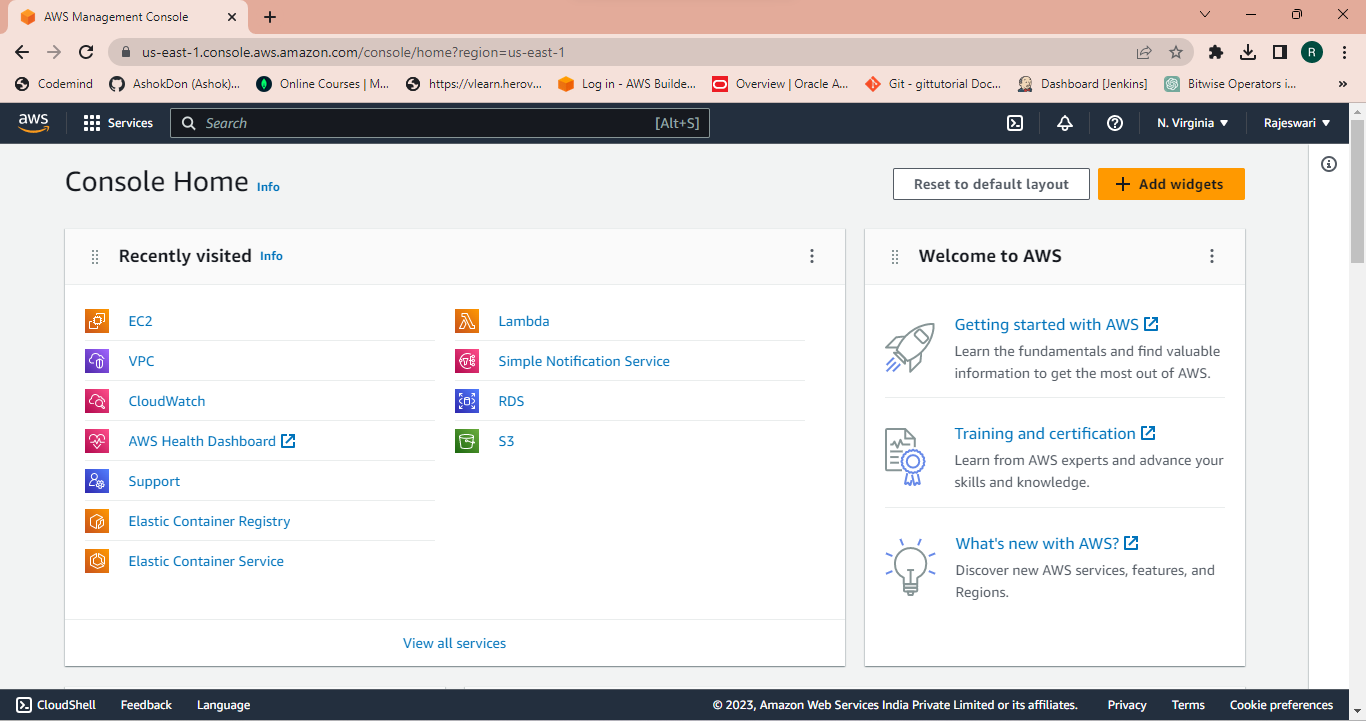 AWS Management Console
us-east-1.console.aws.amazon.com/console/home?region=us-east-1
R
Codemind
AshokDon (Ashok)...
Online Courses | M...
https://vlearn.herov...
Log in - AWS Builde...
Overview | Oracle A...
Git - gittutorial Doc...
Dashboard [Jenkins]
Bitwise Operators i...
»
aws
Services
Search
[Alt+S]
N. Virginia
Rajeswari
Console Home Info
Reset to default layout
+ Add widgets
Recently visited Info
EC2
VPC
CloudWatch
AWS Health Dashboard
Support
Elastic Container Registry
Elastic Container Service
Lambda
Simple Notification Service
RDS
S3
View all services
Welcome to AWS
Getting started with AWS
Learn the fundamentals and find valuable
information to get the most out of AWS.
Training and certification
Learn from AWS experts and advance your
skills and knowledge.
What's new with AWS?
Discover new AWS services, features, and
Regions.
CloudShell
Feedback
Language
© 2023, Amazon Web Services India Private Limited or its affiliates.
Privacy
Terms
Cookie preferences